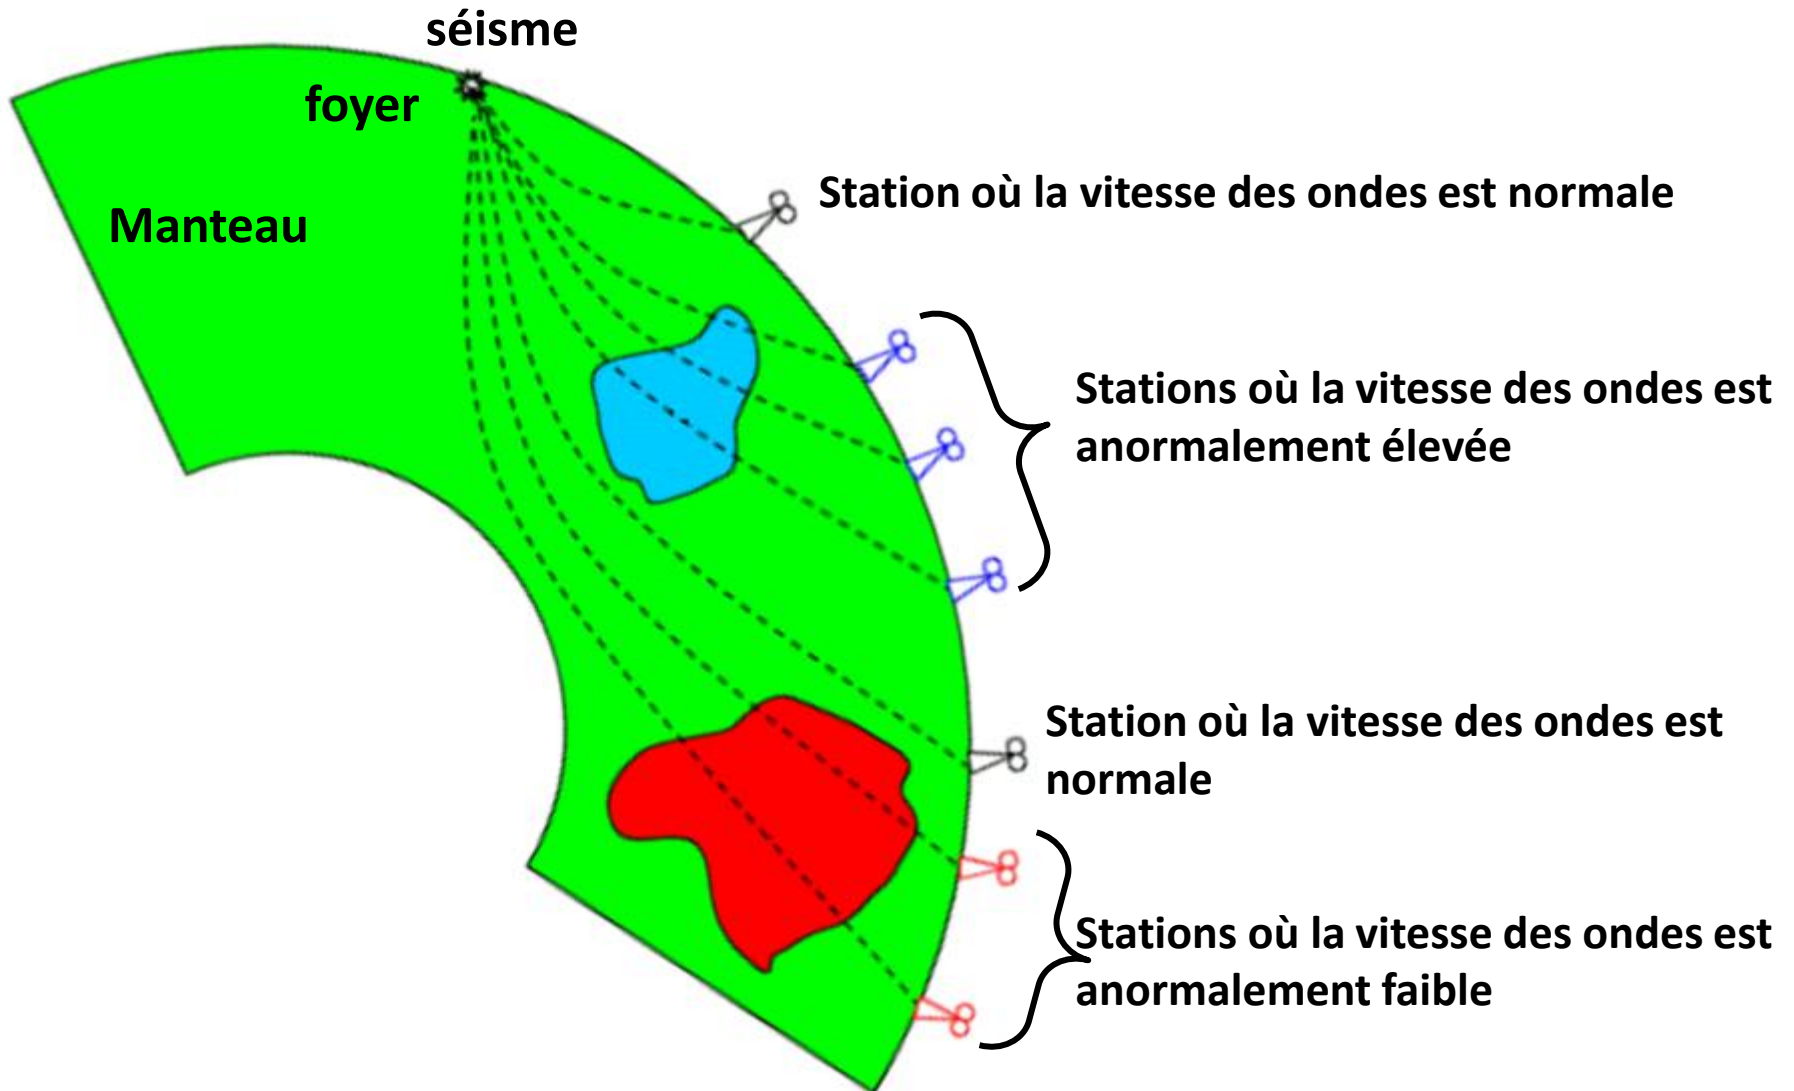 séisme
foyer
Manteau
Station où la vitesse des ondes est normale
Stations où la vitesse des ondes est
anormalement élevée
Station où la vitesse des ondes est
normale
Stations où la vitesse des ondes est
anormalement faible